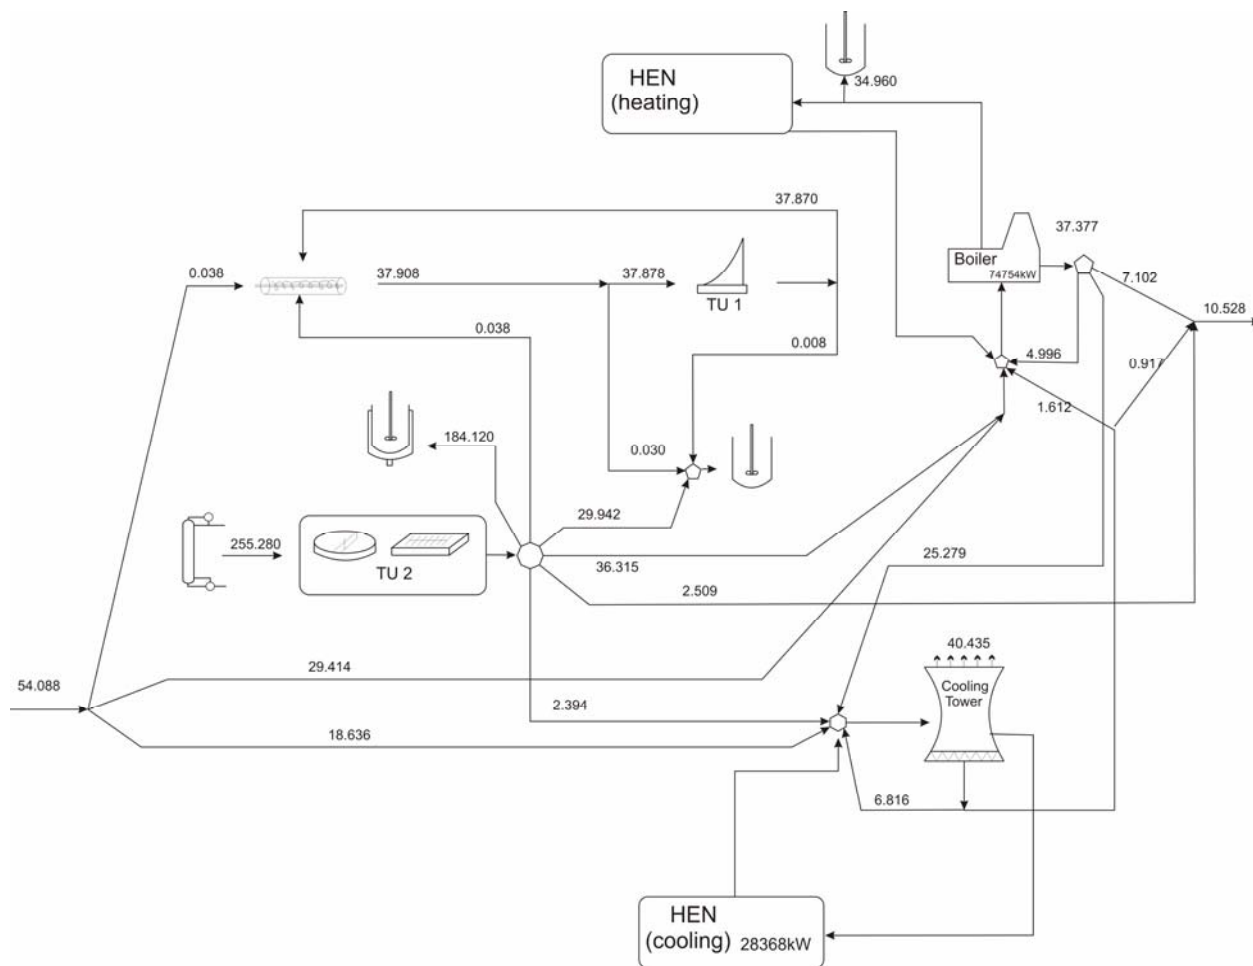 HEN
(heating)
34.960
37.870
37.377
Boiler
74754kW
7.102
0.038
37.908
37.878
TU 1
10.528
0.038
0.008
4.996
0.917
1.612
184.120
0.030
29.942
255.280
TU 2
36.315
25.279
2.509
40.435
29.414
54.088
Cooling
Tower
2.394
18.636
6.816
HEN
(cooling) 28368kW